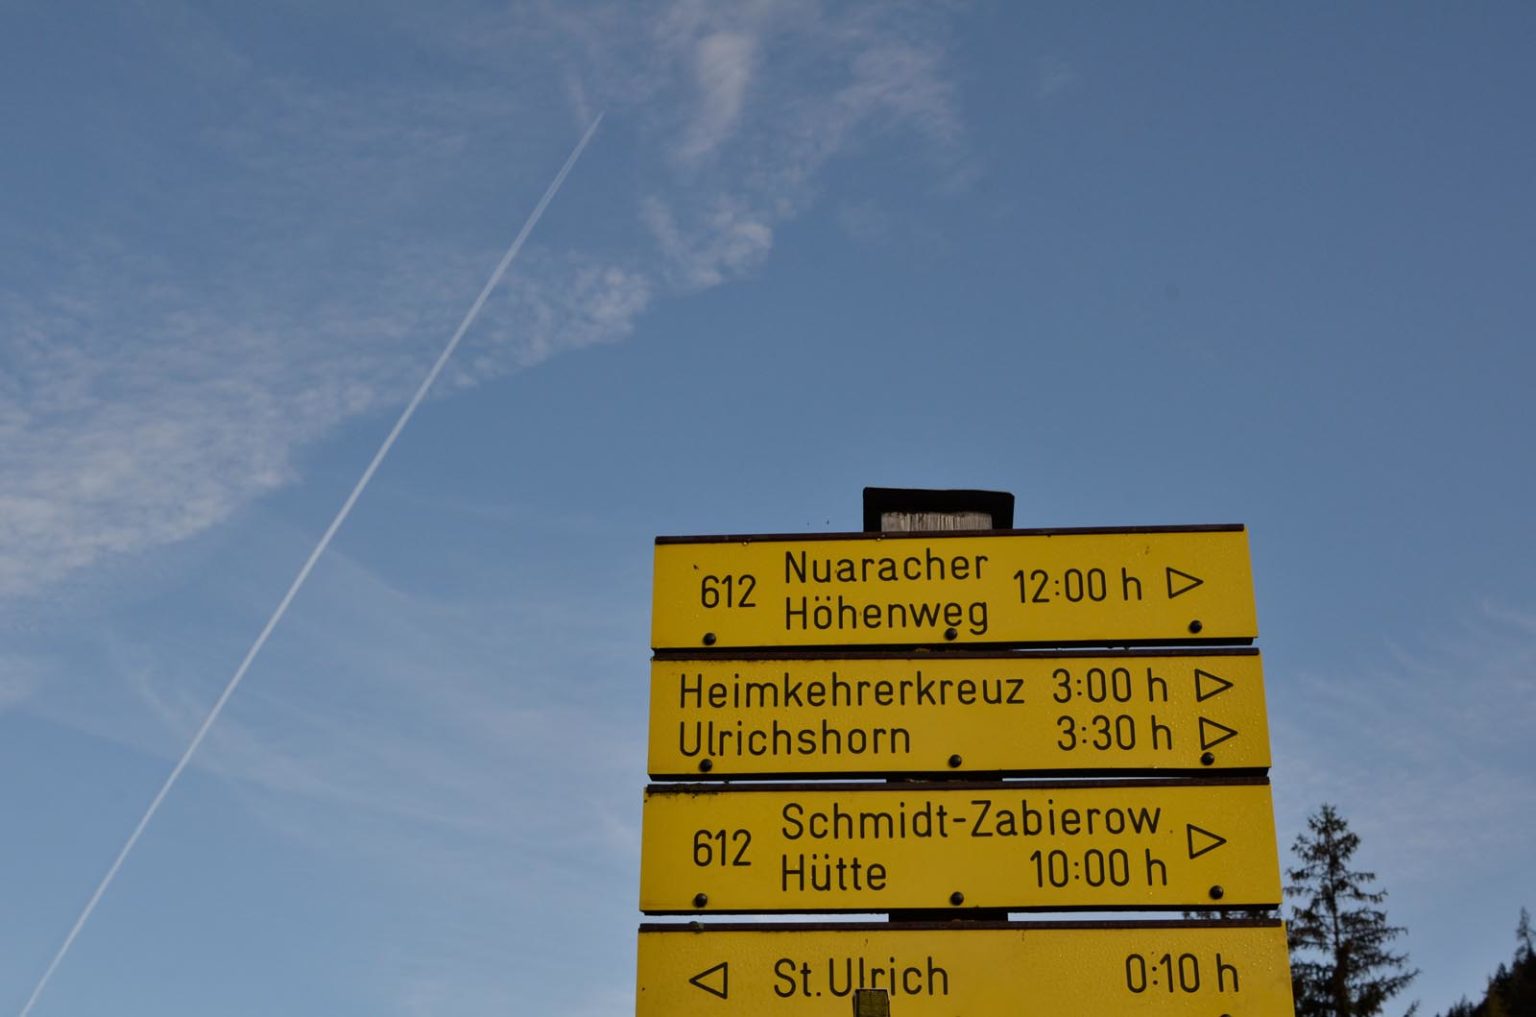 612 Nuaracher Höhenweg 12:00 h
Heimkehrerkreuz 3:00 h
Ulrichshorn 3:30 h
612 Schmidt-Zabierow
Hütte 10:00 h
St.Ulrich 0:10 h